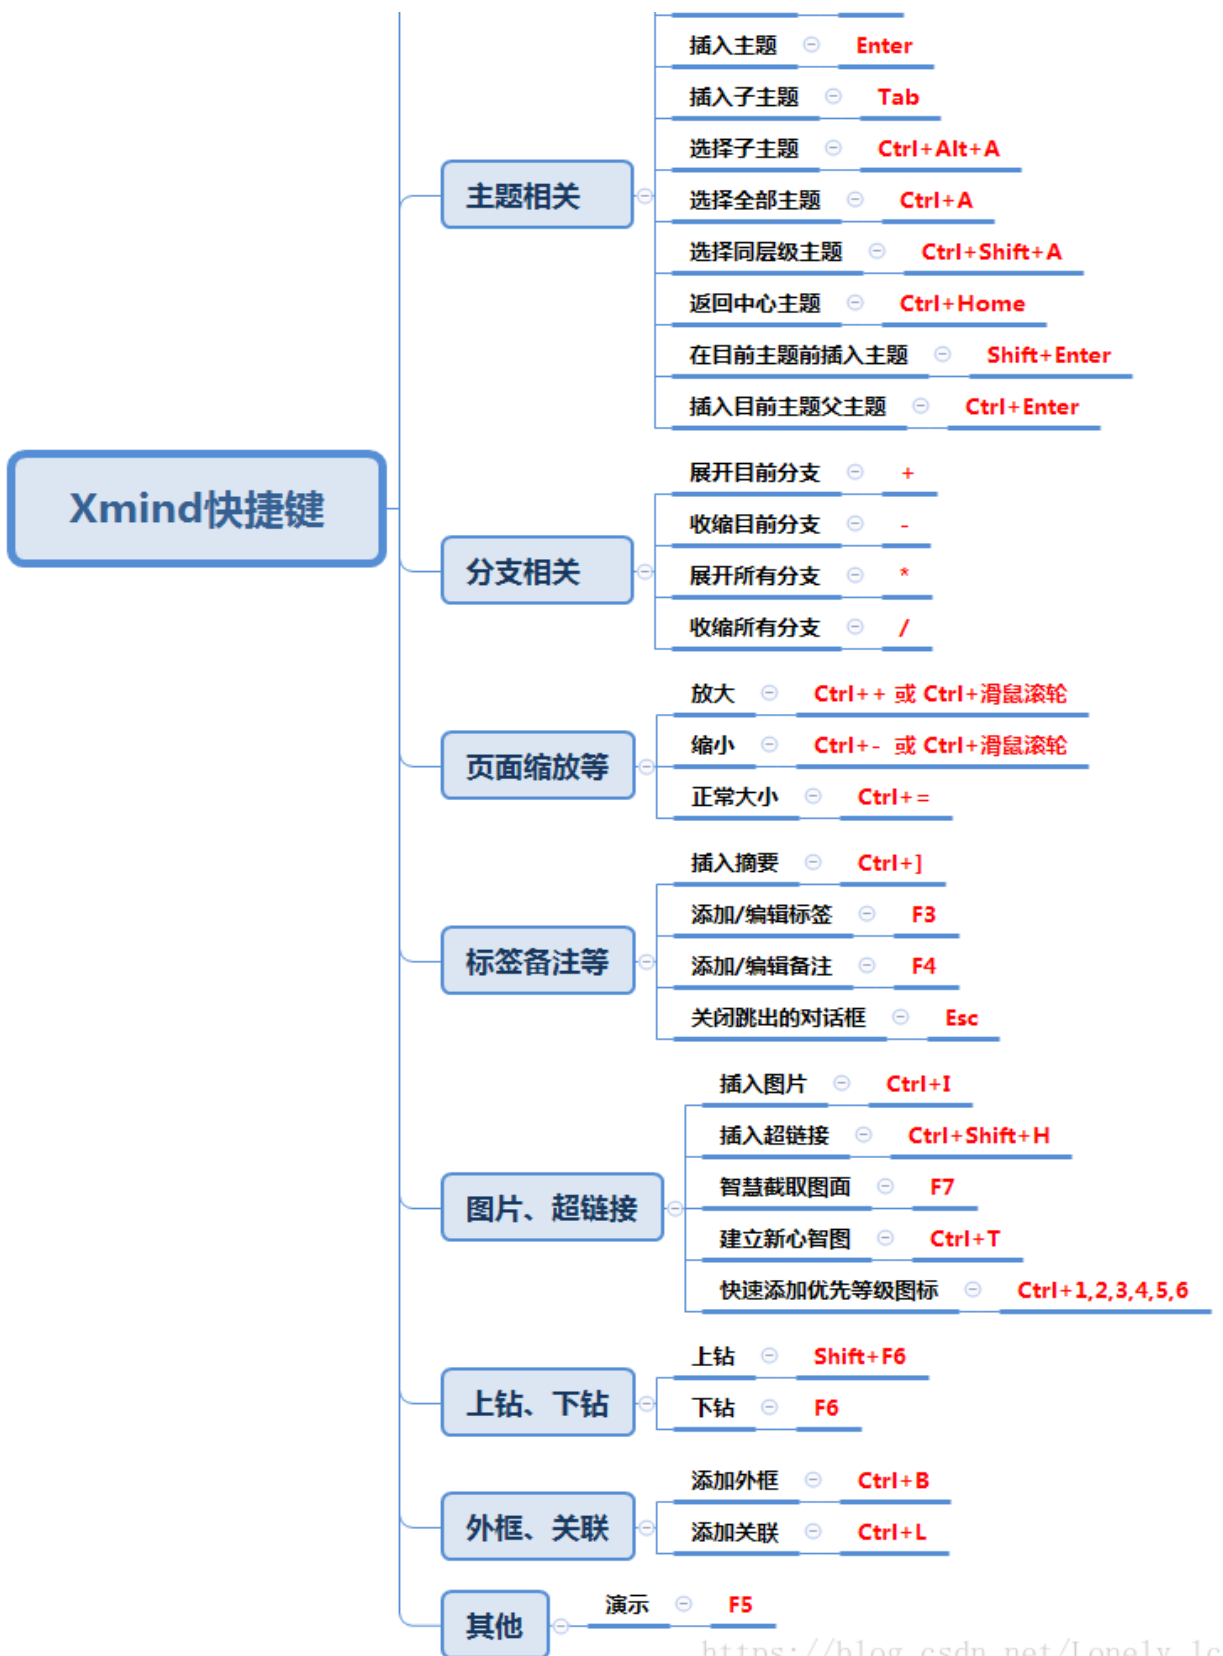 Xmind快捷键
主题相关
插入主题 Enter
插入子主题 Tab
选择子主题 Ctrl+Alt+A
选择全部主题 Ctrl+A
选择同层级主题 Ctrl+Shift+A
返回中心主题 Ctrl+Home
在目前主题前插入主题 Shift+Enter
插入目前主题父主题 Ctrl+Enter
分支相关
展开目前分支 +
收缩目前分支 -
展开所有分支 *
收缩所有分支 /
页面缩放等
放大 Ctrl++ 或 Ctrl+滑鼠滚轮
缩小 Ctrl+- 或 Ctrl+滑鼠滚轮
正常大小 Ctrl+=
标签备注等
插入摘要 Ctrl+]
添加/编辑标签 F3
添加/编辑备注 F4
关闭跳出的对话框 Esc
图片、超链接
插入图片 Ctrl+I
插入超链接 Ctrl+Shift+H
智慧截取图面 F7
建立新心智图 Ctrl+T
快速添加优先等级图标 Ctrl+1,2,3,4,5,6
上钻、下钻
上钻 Shift+F6
下钻 F6
外框、关联
添加外框 Ctrl+B
添加关联 Ctrl+L
其他
演示 F5
https://blog.csdn.net/Lonely_lc